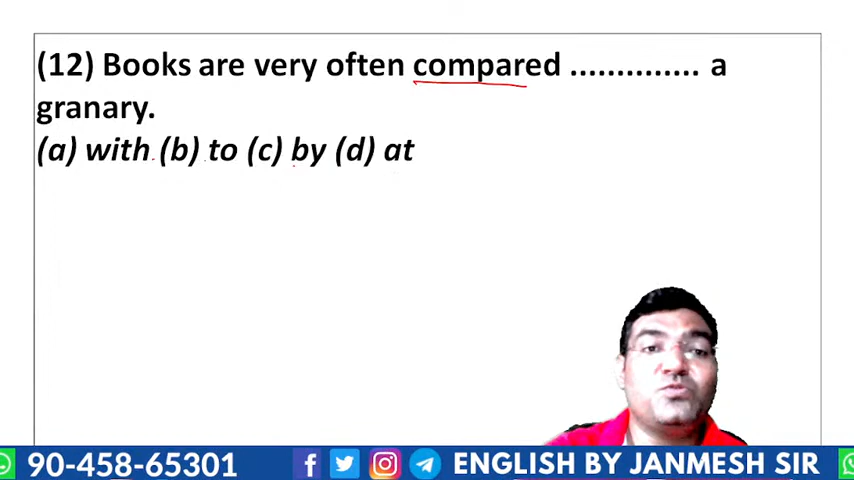 (12) Books are very often compared .............. a
granary.
(a) with (b) to (c) by (d) at
90-458-65301 ENGLISH BY JANMESH SIR